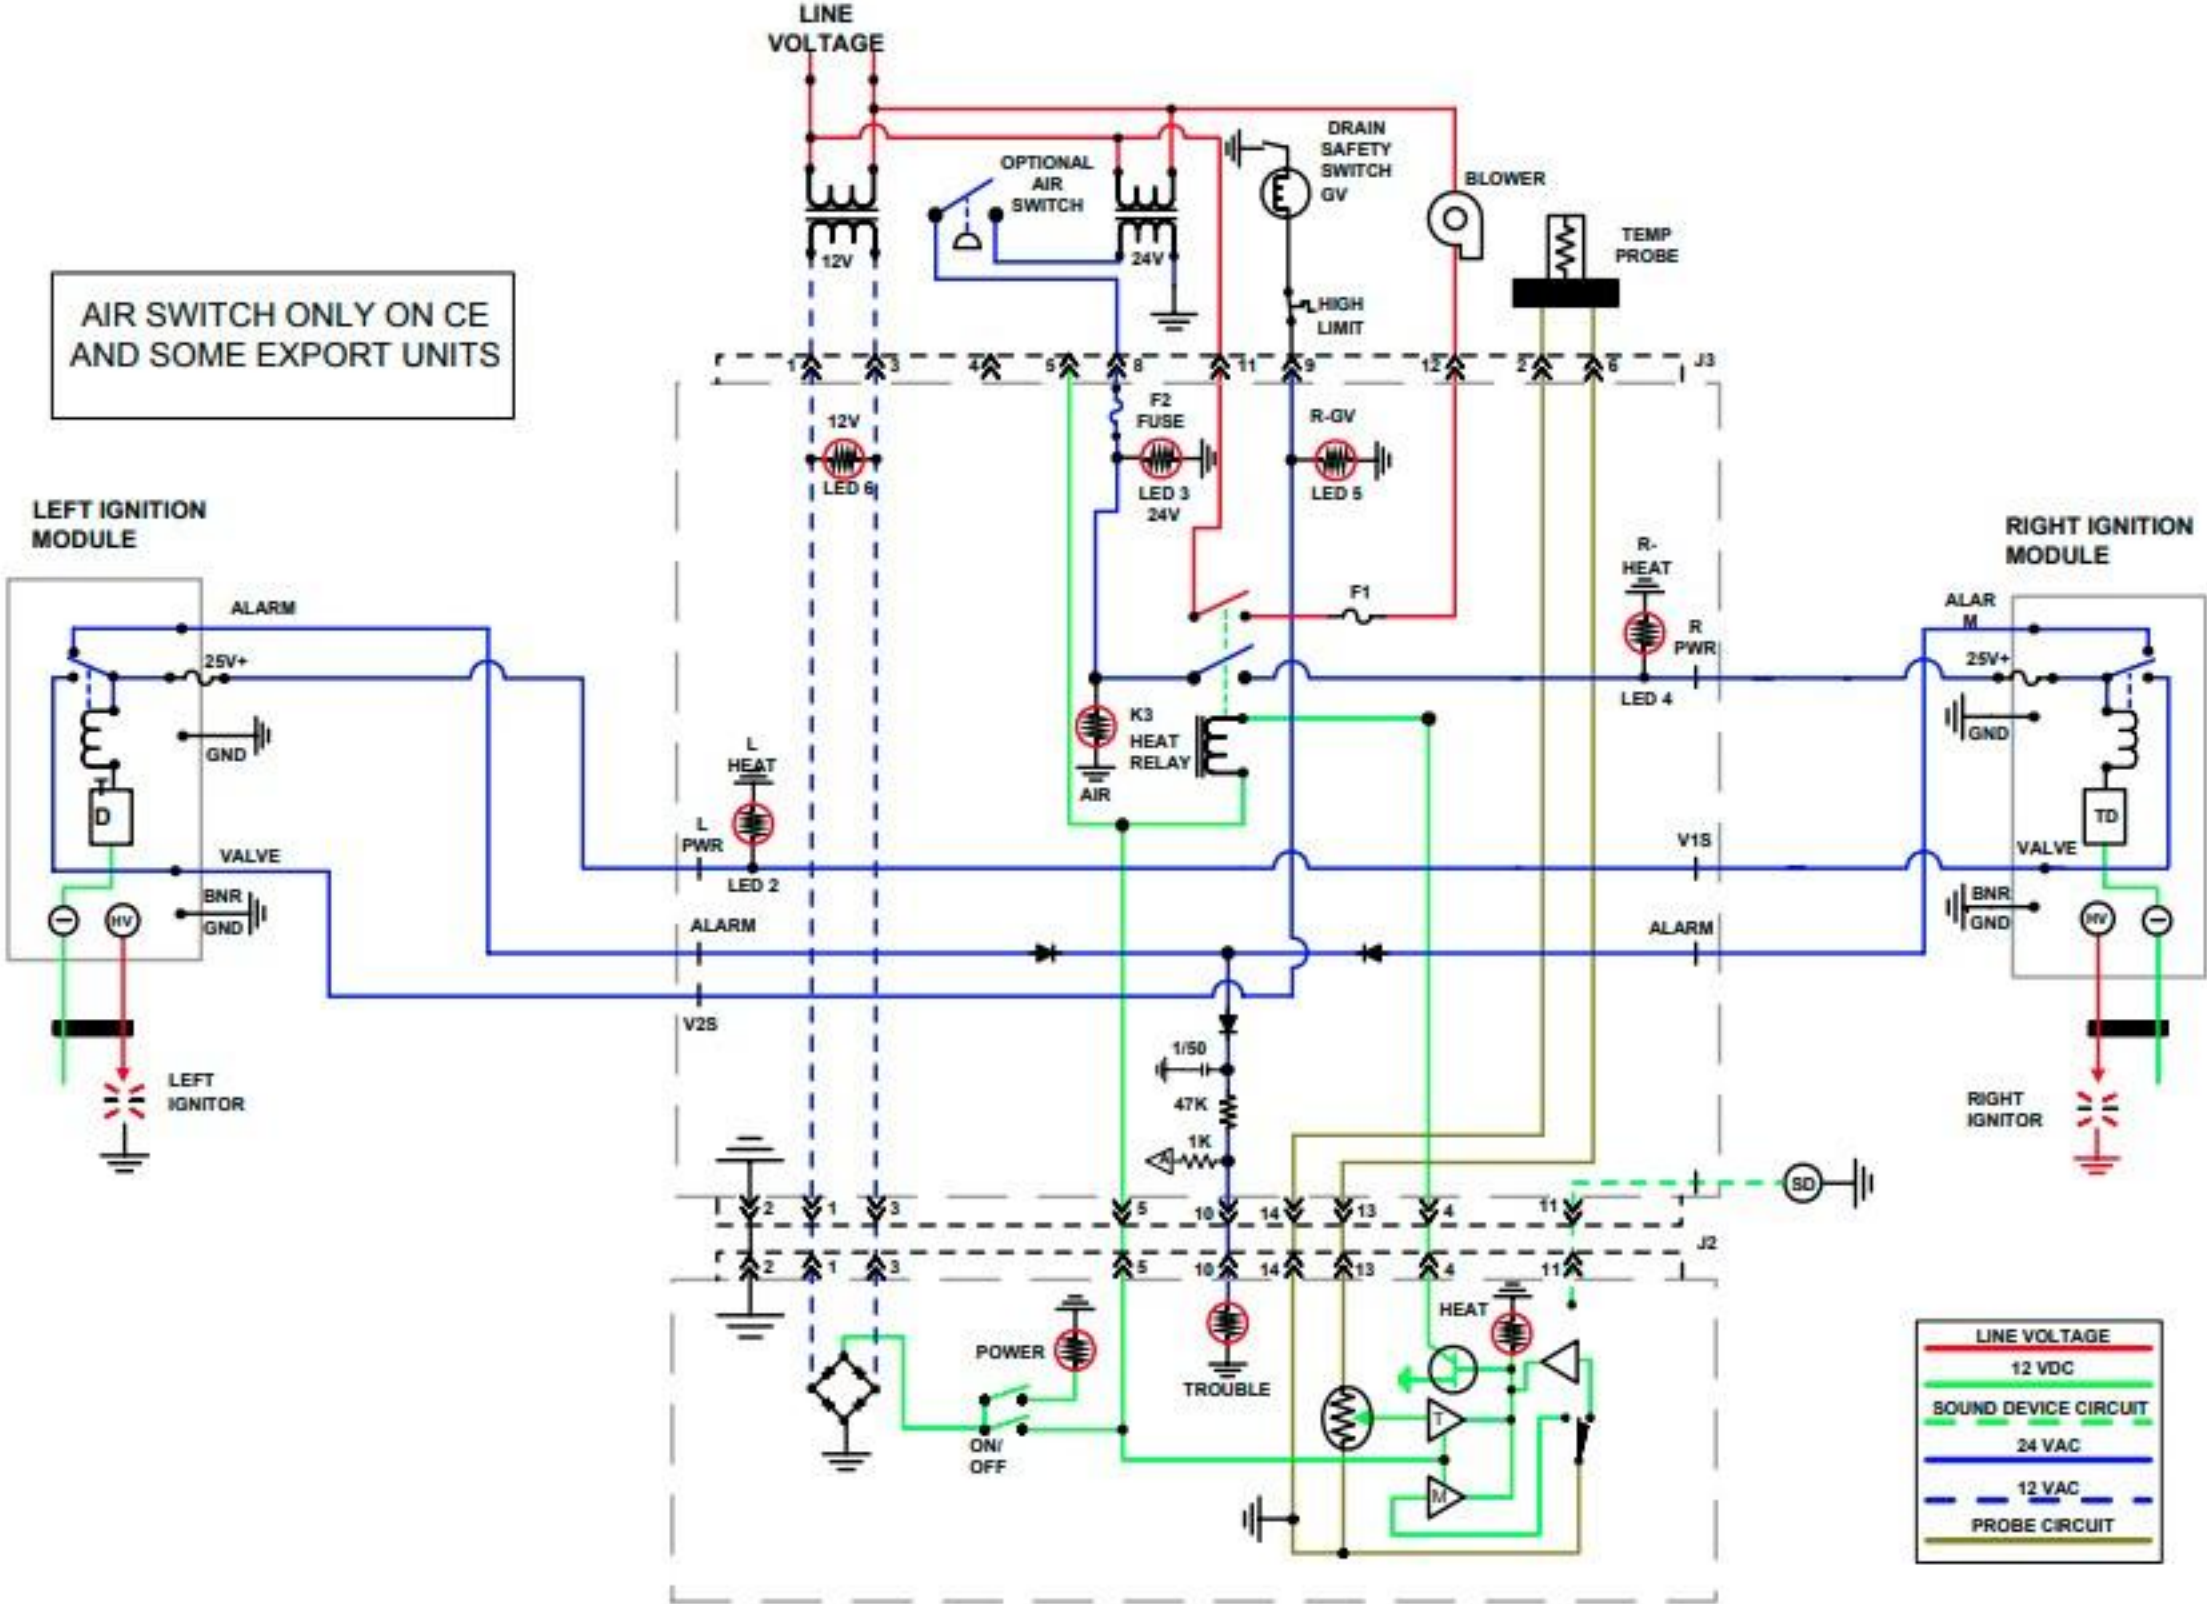 LINE
VOLTAGE
DRAIN
SAFETY
SWITCH
GV
OPTIONAL
AIR
SWITCH
BLOWER
TEMP
PROBE
12V
24V
HIGH
LIMIT
AIR SWITCH ONLY ON CE
AND SOME EXPORT UNITS
1 3 4 5 8 11 9 12 2 6 J3
F2
FUSE
12V
R-GV
LED 6
LED 3
24V
LED 5
LEFT IGNITION
MODULE
RIGHT IGNITION
MODULE
R-
HEAT
F1
ALARM
ALAR
M
R
PWR
25V+
25V+
LED 4
K3
HEAT
RELAY
AIR
GND
GND
L
HEAT
T
D
TD
L
PWR
V1S
VALVE
VALVE
LED 2
BNR
GND
BNR
GND
HV
HV
ALARM
ALARM
V2S
1/50
47K
1K
A
LEFT
IGNITOR
RIGHT
IGNITOR
SD
2 1 3 5 10 14 13 4 11
J2
2 1 3 5 10 14 13 4 11
HEAT
POWER
TROUBLE
T
ON/
OFF
M
LINE VOLTAGE
12 VDC
SOUND DEVICE CIRCUIT
24 VAC
12 VAC
PROBE CIRCUIT